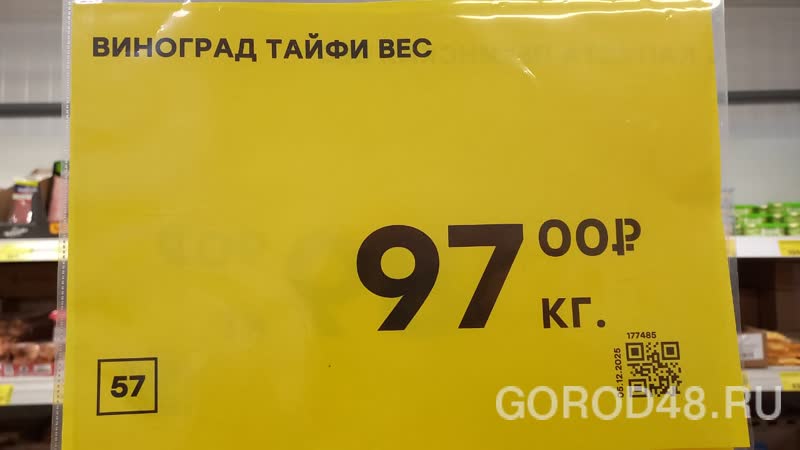 ВИНОГРАД ТАЙФИ ВЕС
97 00₽
КГ.
57
177485
05.12.2025
GOROD48.RU